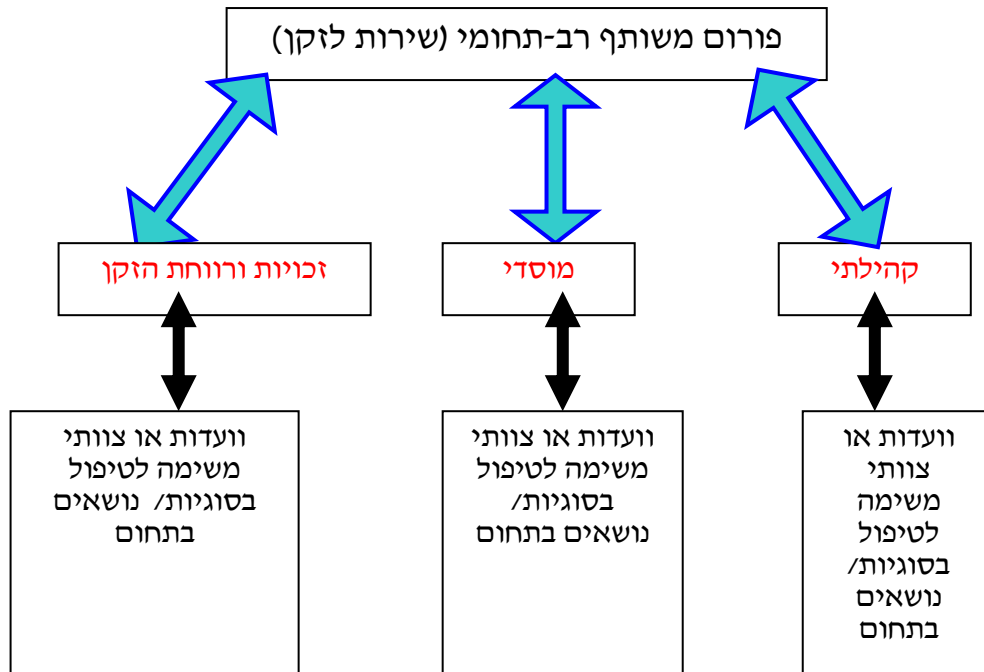 פורום משותף רב-תחומי (שירות לזקן)
קהילתי
מוסדי
זכויות ורווחת הזקן
וועדות או
צוותי
משימה
לטיפול
בסוגיות/
נושאים
בתחום
וועדות או צוותי
משימה לטיפול
בסוגיות/
נושאים בתחום
וועדות או צוותי
משימה לטיפול
בסוגיות/ נושאים
בתחום